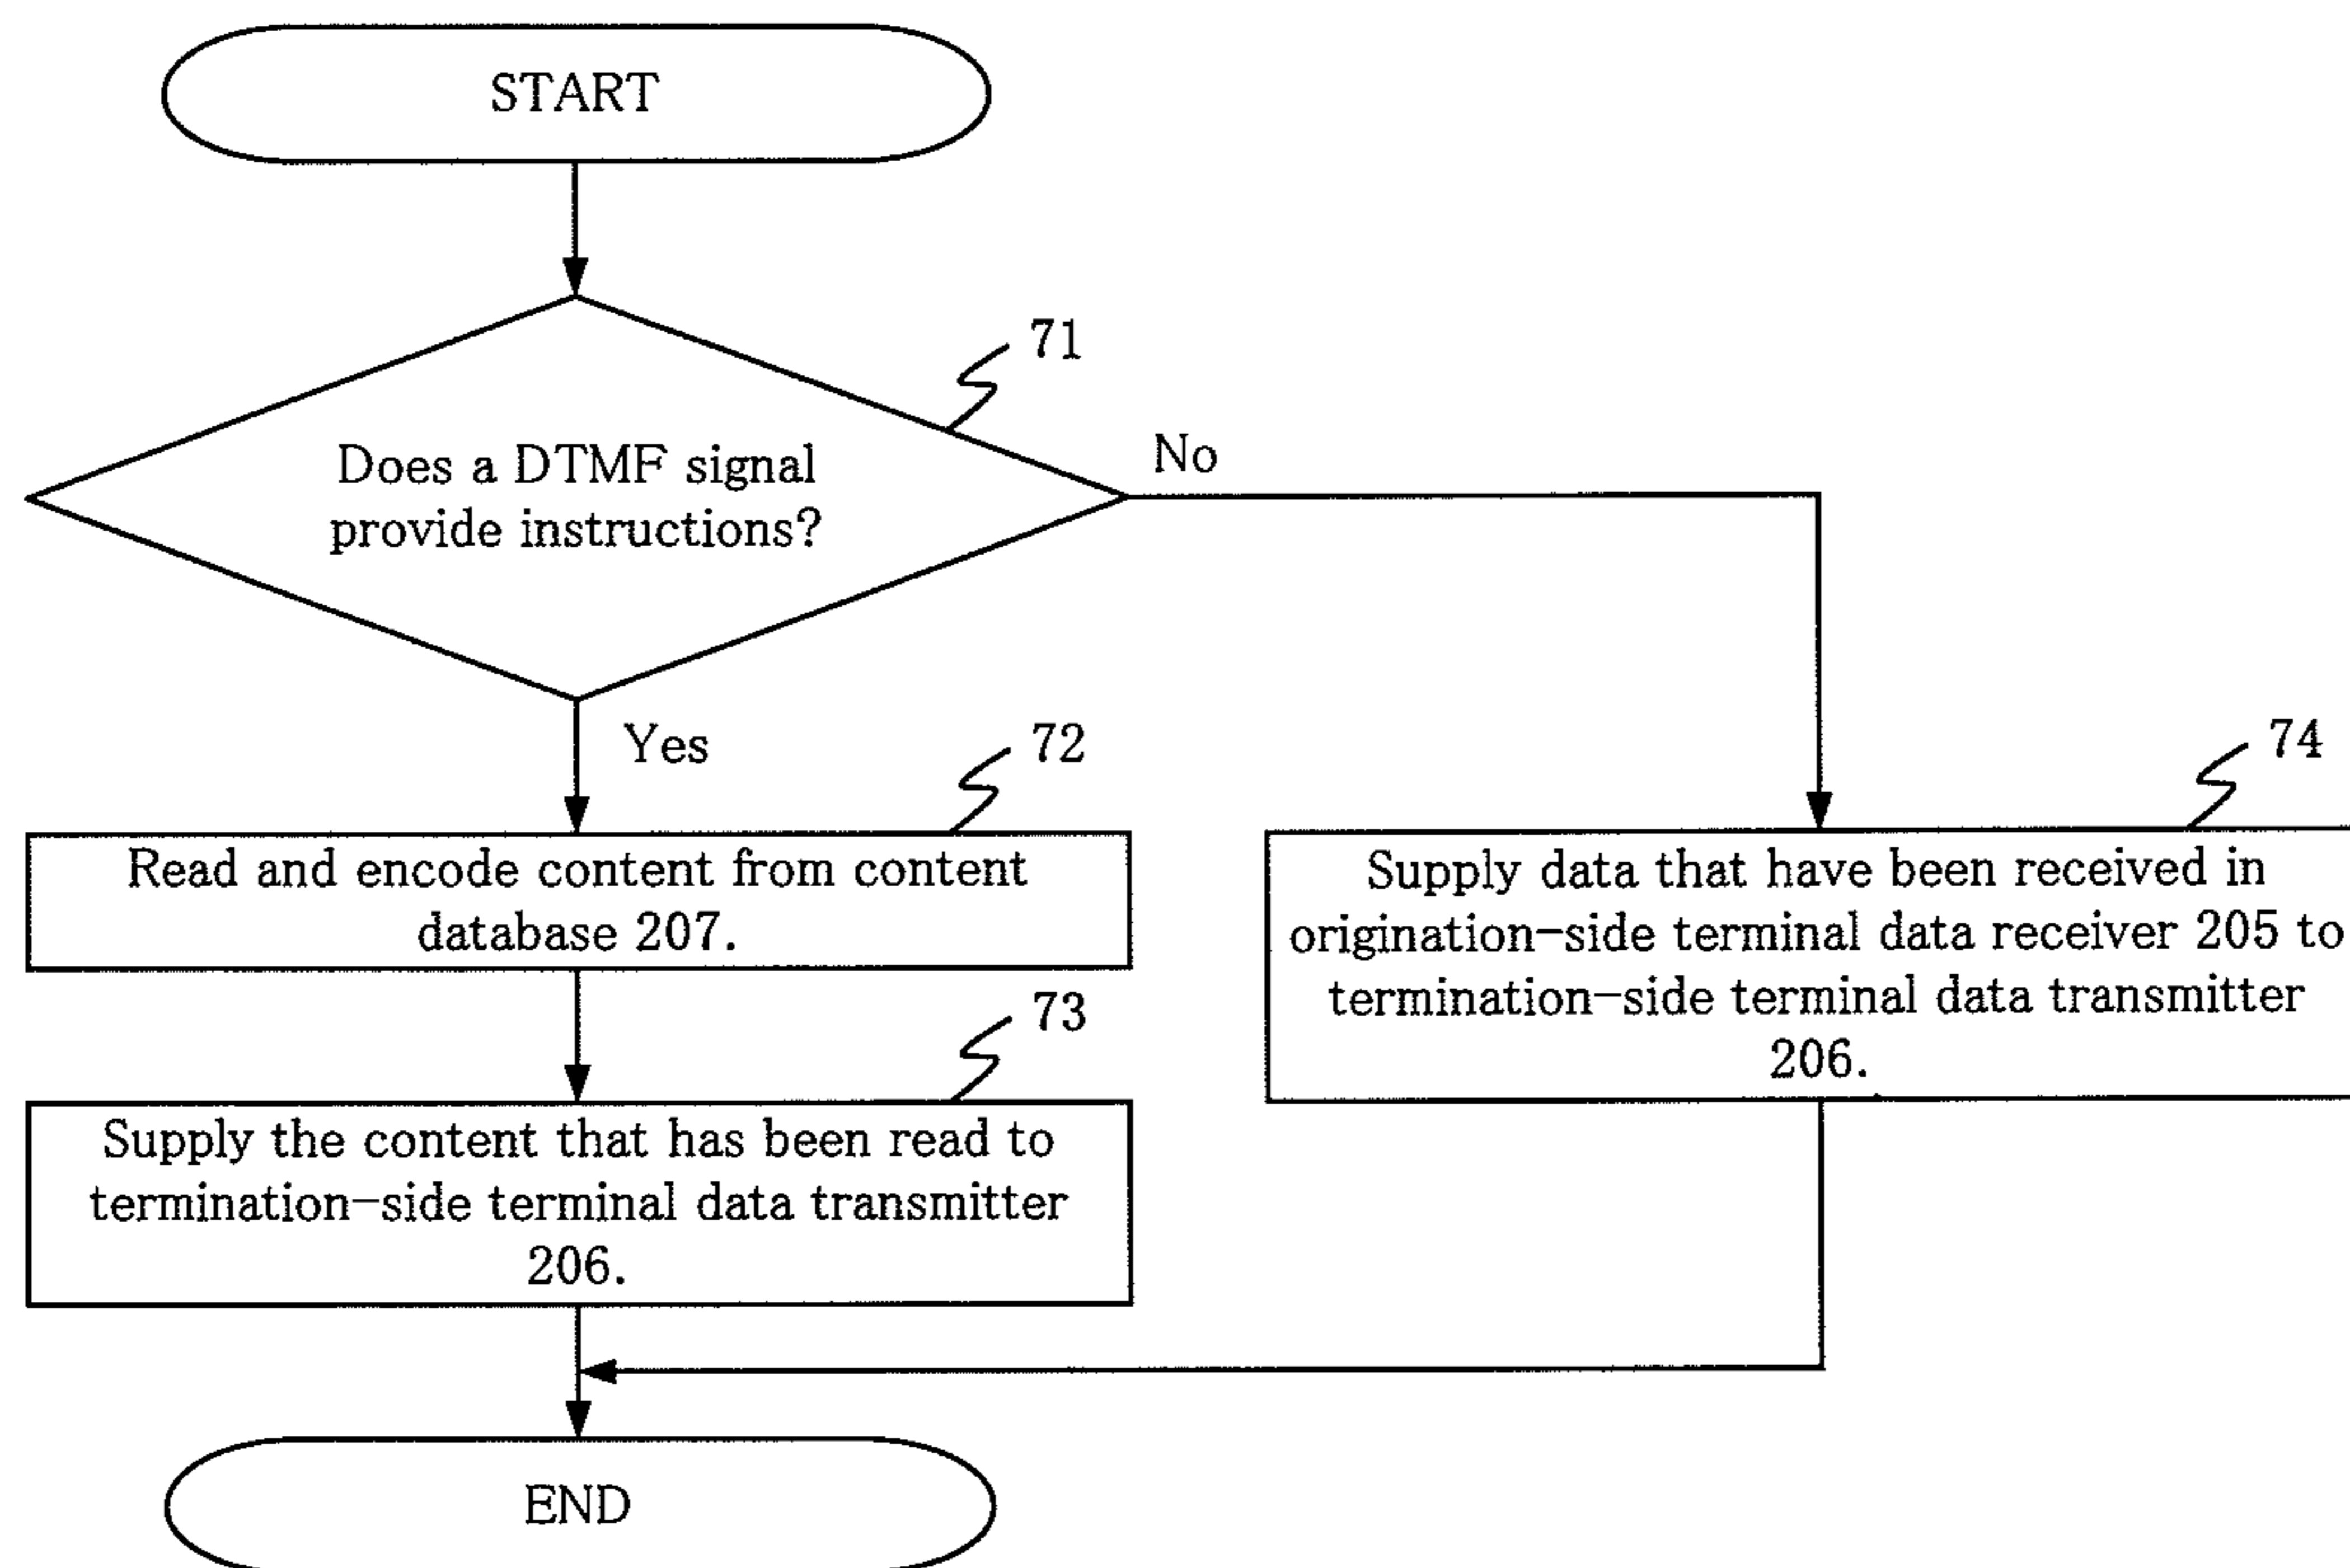 START
71
Does a DTMF signal
provide instructions?
No
Yes
72
Read and encode content from content
database 207.
74
Supply data that have been received in
origination-side terminal data receiver 205 to
termination-side terminal data transmitter
206.
73
Supply the content that has been read to
termination-side terminal data transmitter
206.
END